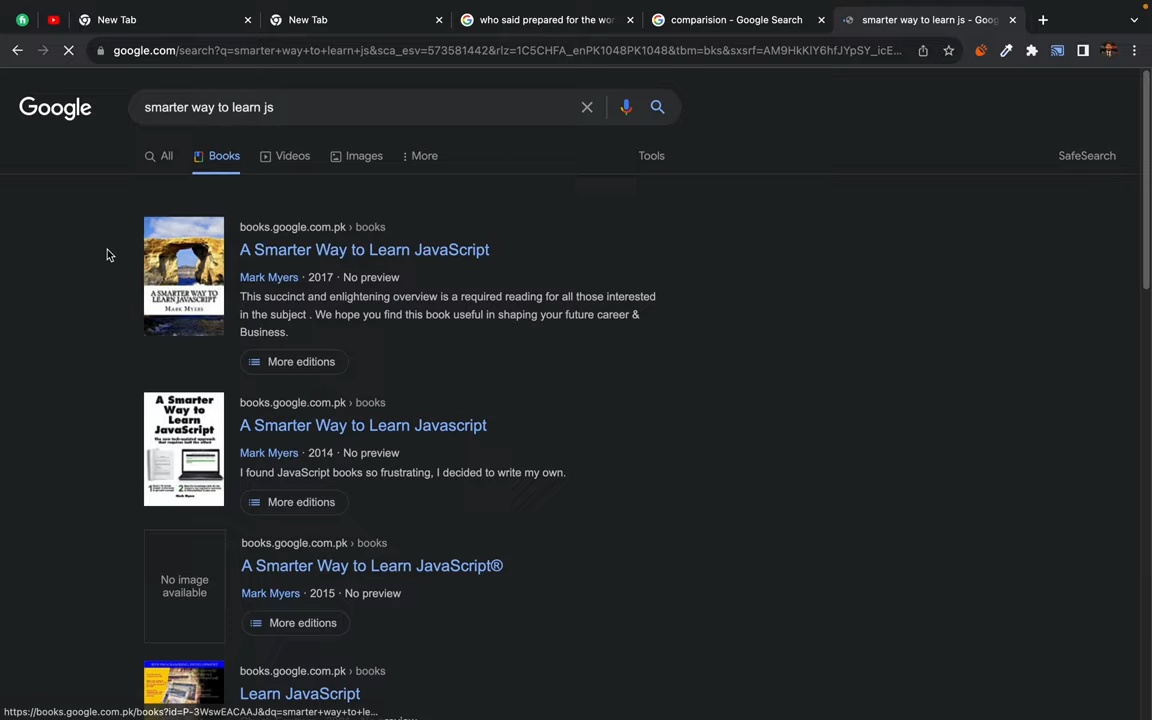 New Tab
New Tab
who said prepared for the wor
comparision - Google Search
smarter way to learn js - Goog
google.com/search?q=smarter+way+to+learn+js&sca_esv=573581442&rlz=1C5CHFA_enPK1048PK1048&tbm=bks&sxsrf=AM9HkKlY6hfJYpSY_icE...
Google
smarter way to learn js
All
Books
Videos
Images
More
Tools
SafeSearch
books.google.com.pk › books
A Smarter Way to Learn JavaScript
Mark Myers · 2017 · No preview
This succinct and enlightening overview is a required reading for all those interested
in the subject . We hope you find this book useful in shaping your future career &
Business.
More editions
A SMARTER WAY TO
LEARN JAVASCRIPT
MARK MYERS
books.google.com.pk › books
A Smarter Way to Learn Javascript
Mark Myers · 2014 · No preview
I found JavaScript books so frustrating, I decided to write my own.
More editions
A Smarter
Way to
Learn
JavaScript
books.google.com.pk › books
A Smarter Way to Learn JavaScript®
Mark Myers · 2015 · No preview
More editions
No image
available
books.google.com.pk › books
Learn JavaScript
https://books.google.com.pk/books?id=P-3WswEACAAJ&dq=smarter+way+to+le...